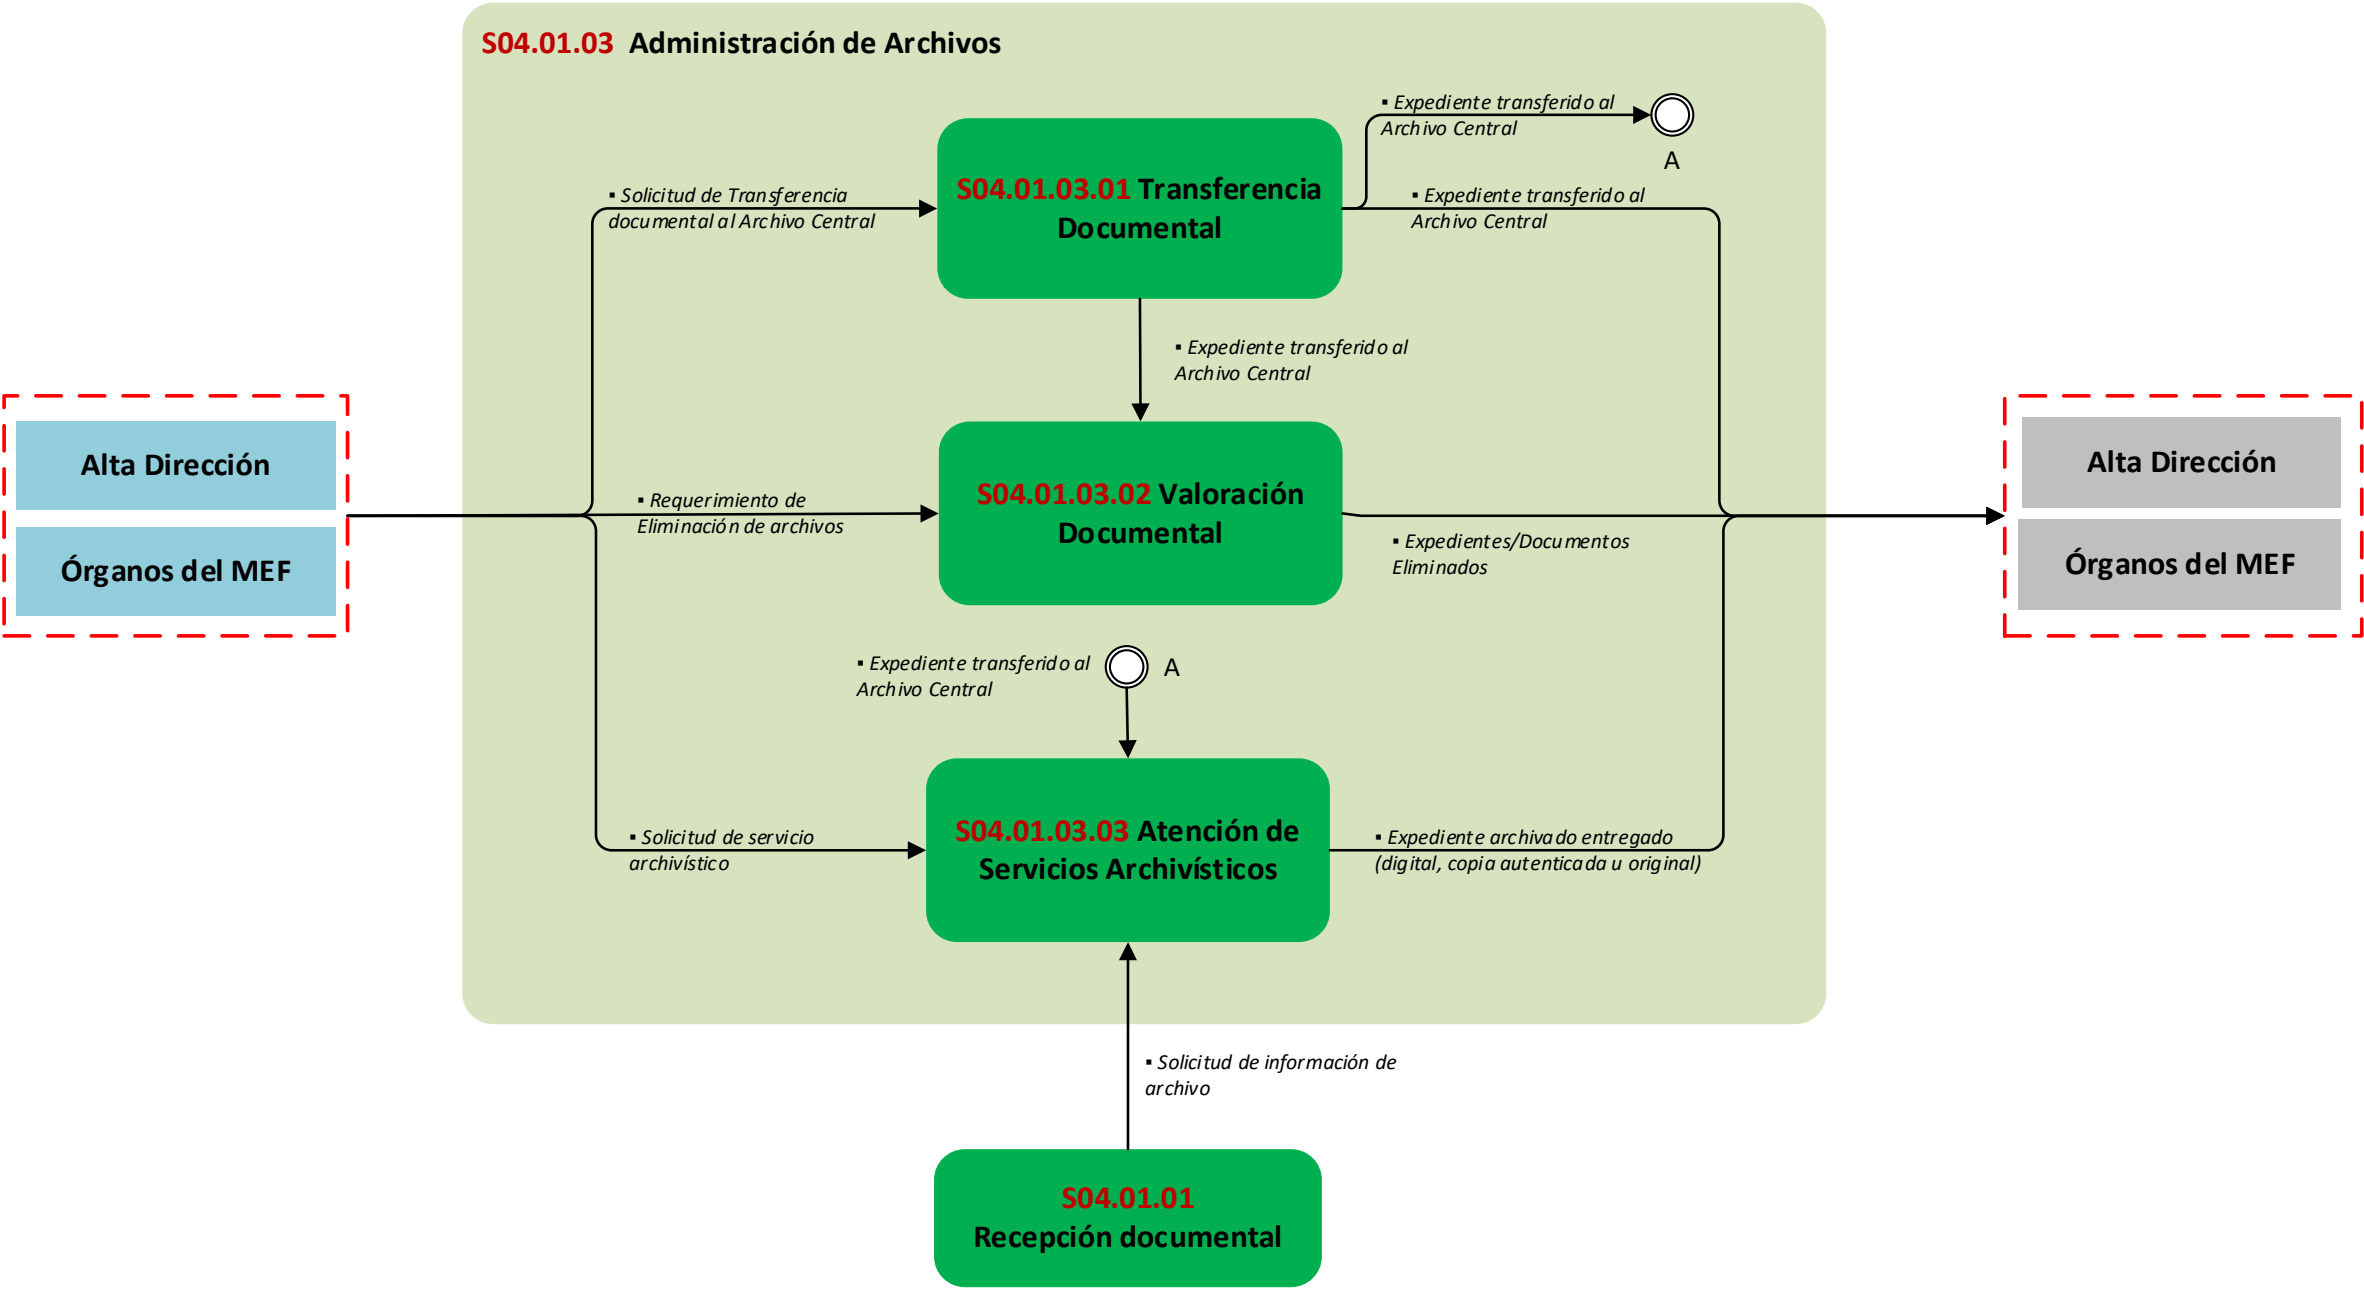 S04.01.03 Administración de Archivos
▪ Expediente transferido al
Archivo Central
A
S04.01.03.01 Transferencia
Documental
▪ Solicitud de Transferencia
documental al Archivo Central
▪ Expediente transferido al
Archivo Central
▪ Expediente transferido al
Archivo Central
Alta Dirección
Órganos del MEF
▪ Requerimiento de
Eliminación de archivos
S04.01.03.02 Valoración
Documental
▪ Expedientes/Documentos
Eliminados
Alta Dirección
Órganos del MEF
▪ Expediente transferido al
Archivo Central
A
▪ Solicitud de servicio
archivístico
S04.01.03.03 Atención de
Servicios Archivísticos
▪ Expediente archivado entregado
(digital, copia autenticada u original)
▪ Solicitud de información de
archivo
S04.01.01
Recepción documental